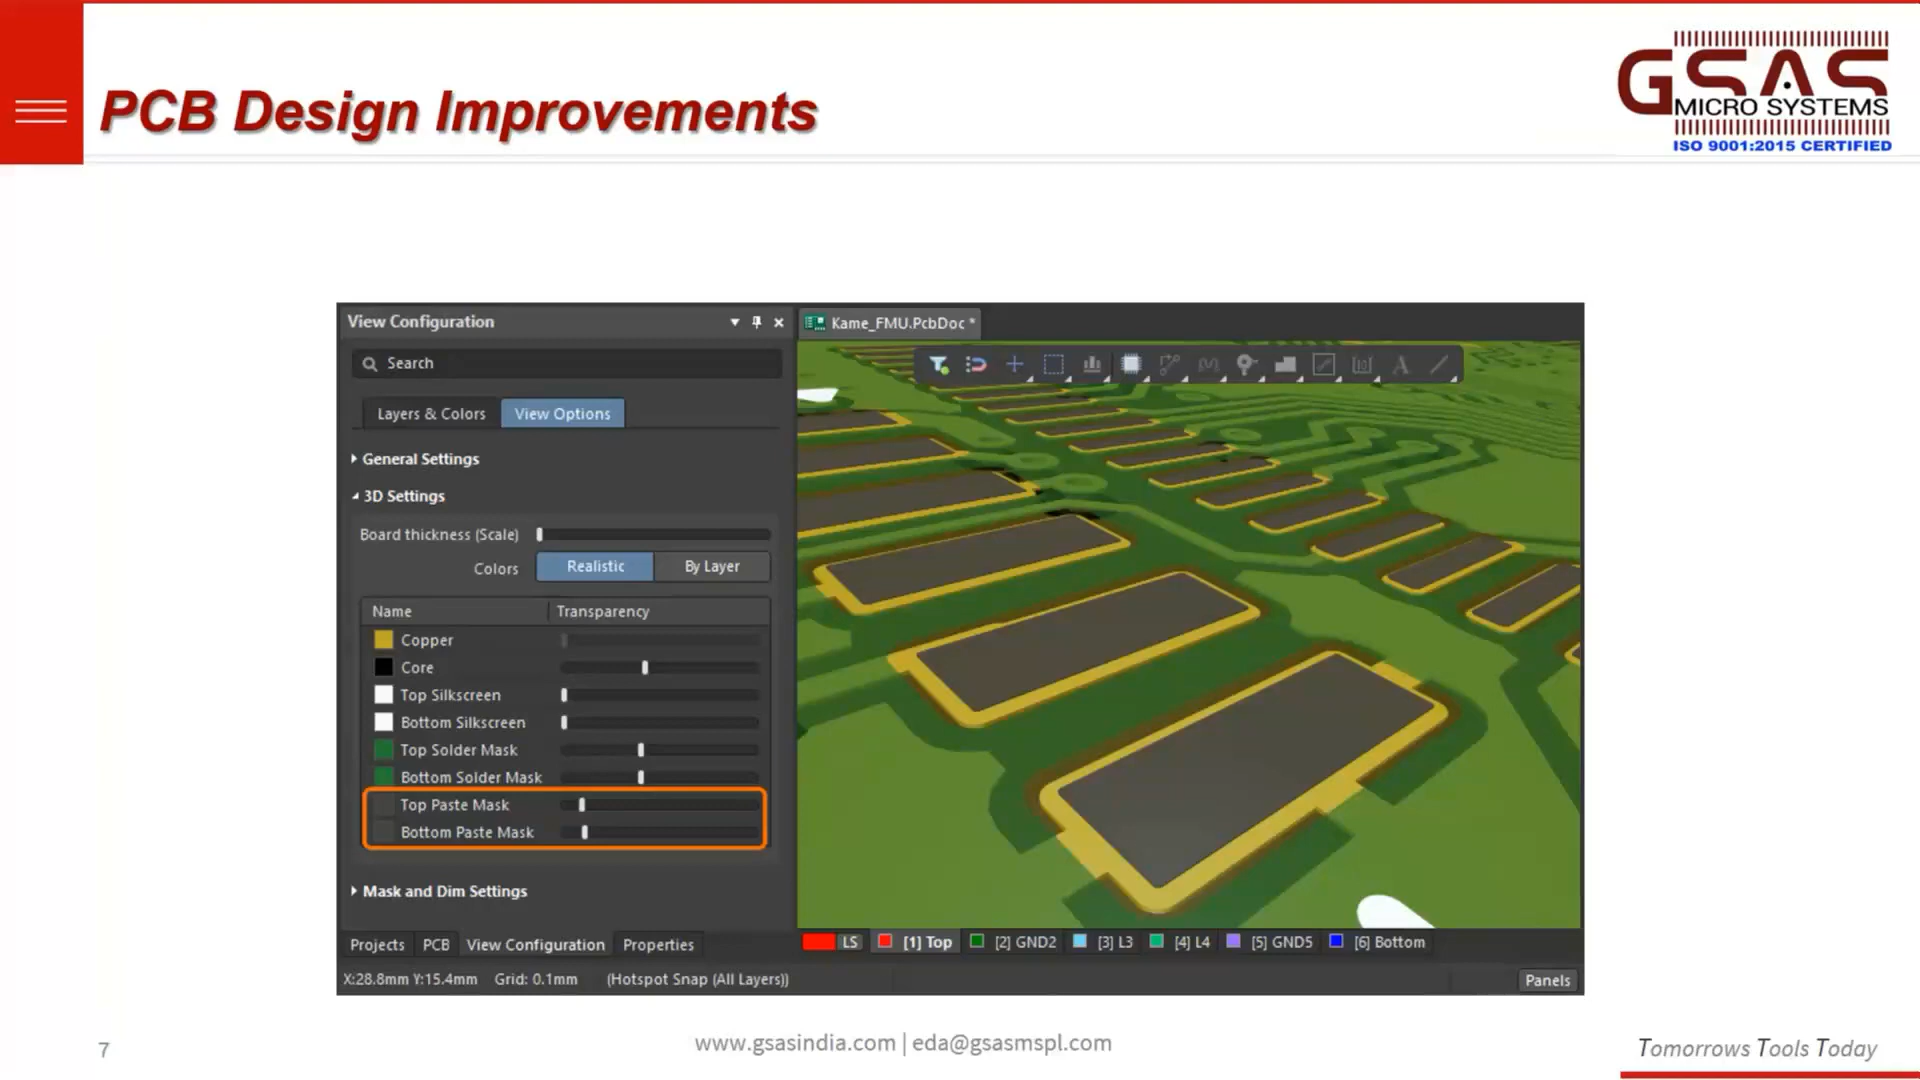 PCB Design Improvements
GSAS
MICRO SYSTEMS
ISO 9001:2015 CERTIFIED
View Configuration
Kame_FMU.PcbDoc *
Search
Layers & Colors
View Options
General Settings
3D Settings
Board thickness (Scale)
Colors
Realistic
By Layer
Name
Transparency
Copper
Core
Top Silkscreen
Bottom Silkscreen
Top Solder Mask
Bottom Solder Mask
Top Paste Mask
Bottom Paste Mask
Mask and Dim Settings
Projects
PCB
View Configuration
Properties
LS
[1] Top
[2] GND2
[3] L3
[4] L4
[5] GND5
[6] Bottom
X:28.8mm Y:15.4mm
Grid: 0.1mm
(Hotspot Snap (All Layers))
Panels
7
www.gsasindia.com | eda@gsasmspl.com
Tomorrows Tools Today